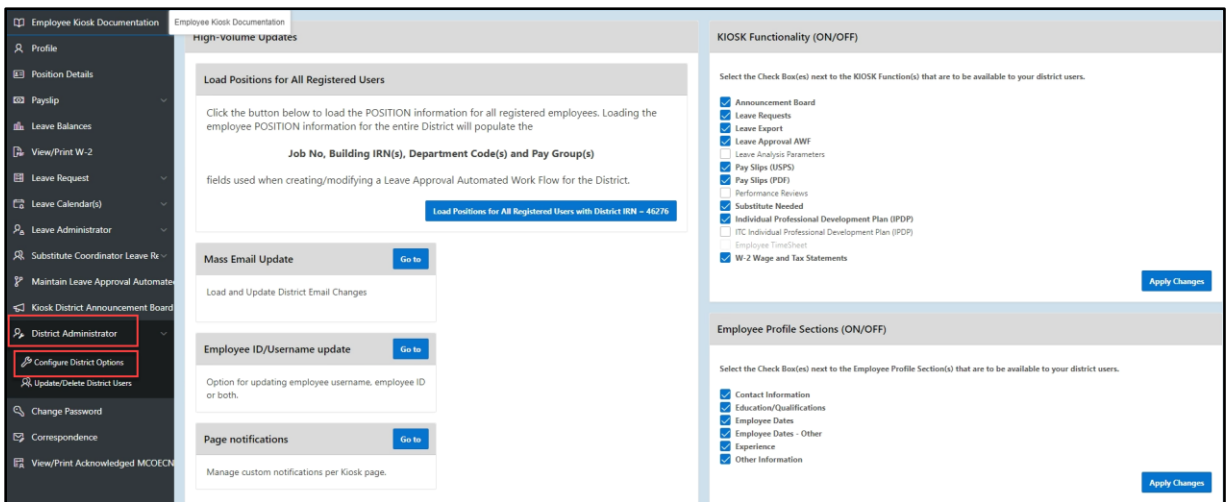 Employee Kiosk Documentation
Employee Kiosk Documentation
Profile
Position Details
Payslip
Leave Balances
View/Print W-2
Leave Request
Leave Calendar(s)
Leave Administrator
Substitute Coordinator Leave Re
Maintain Leave Approval Automate
Kiosk District Announcement Board
District Administrator
Configure District Options
Update/Delete District Users
Change Password
Correspondence
View/Print Acknowledged MCOECN
High-Volume Updates
Load Positions for All Registered Users
Click the button below to load the POSITION information for all registered employees. Loading the
employee POSITION information for the entire District will populate the
Job No, Building IRN(s), Department Code(s) and Pay Group(s)
fields used when creating/modifying a Leave Approval Automated Work Flow for the District.
Load Positions for All Registered Users with District IRN ~ 46276
Mass Email Update
Go to
Load and Update District Email Changes
Employee ID/Username update
Go to
Option for updating employee username, employee ID
or both.
Page notifications
Go to
Manage custom notifications per Kiosk page.
KIOSK Functionality (ON/OFF)
Select the Check Box(es) next to the KIOSK Function(s) that are to be available to your district users.
Announcement Board
Leave Requests
Leave Export
Leave Approval AWF
Leave Analysis Parameters
Pay Slips (USPS)
Pay Slips (PDF)
Performance Reviews
Substitute Needed
Individual Professional Development Plan (IPDP)
ITC Individual Professional Development Plan (IPDP)
Employee TimeSheet
W-2 Wage and Tax Statements
Apply Changes
Employee Profile Sections (ON/OFF)
Select the Check Box(es) next to the Employee Profile Section(s) that are to be available to your district users.
Contact Information
Education/Qualifications
Employee Dates
Employee Dates - Other
Experience
Other Information
Apply Changes